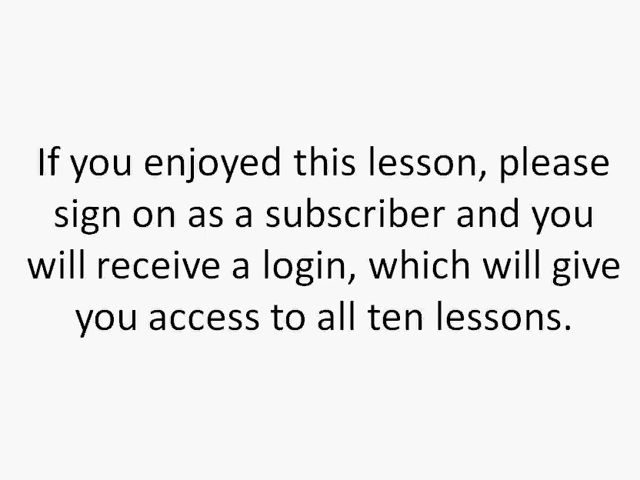 If you enjoyed this lesson, please
sign on as a subscriber and you
will receive a login, which will give
you access to all ten lessons.